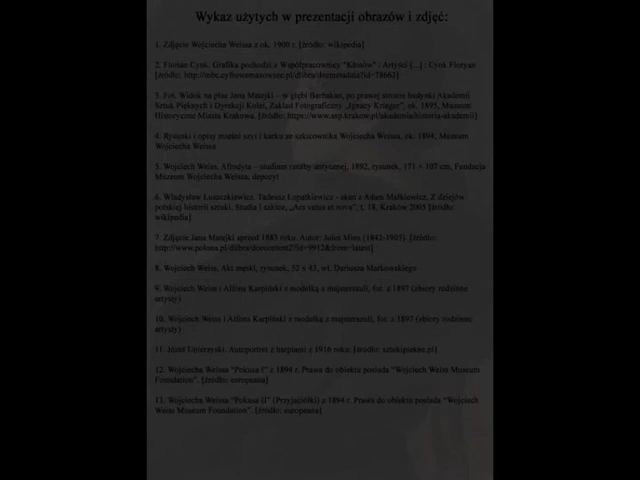 Wykaz użytych w prezentacji obrazów i zdjęć:
1. Zdjęcie Wojciecha Weissa z ok. 1900 r. [źródło: wikipedia]
2. Florian Cynk. Grafika pochodzi z Współpracownicy "Kłosów" : Artyści [...] : Cynk Floryan
[źródło: http://mbc.cyfrowemazowsze.pl/dlibra/docmetadata?id=78662]
3. Fot. Widok na plac Jana Matejki – w głębi Barbakan, po prawej stronie budynki Akademii
Sztuk Pięknych i Dyrekcji Kolei, Zakład Fotograficzny „Ignacy Krieger”, ok. 1895, Muzeum
Historyczne Miasta Krakowa. [źródło: https://www.asp.krakow.pl/akademia/historia-akademii]
4. Rysunki i opisy mięśni szyi i karku ze szkicownika Wojciecha Weissa, ok. 1894, Muzeum
Wojciecha Weissa
5. Wojciech Weiss, Afrodyta – studium rzeźby antycznej, 1892, rysunek, 171 × 107 cm, Fundacja
Muzeum Wojciecha Weissa; depozyt
6. Władysław Łuszczkiewicz. Tadeusz Łopatkiewicz - skan z Adam Małkiewicz, Z dziejów
polskiej historii sztuki. Studia i szkice, „Ars vetus et nova”, t. 18, Kraków 2005 [źródło:
wikipedia]
7. Zdjęcie Jana Matejki sprzed 1883 roku. Autor: Jules Mien (1842-1905). [źródło:
http://www.polona.pl/dlibra/doccontent2?id=9912&from=latest]
8. Wojciech Weiss, Akt męski, rysunek, 52 x 43, wł. Dariusza Markowskiego
9. Wojciech Weiss i Alfons Karpiński z modelką z majsterszuli, fot. z 1897 (zbiory rodzinne
artysty)
10. Wojciech Weiss i Alfons Karpiński z modelką z majsterszuli, fot. z 1897 (zbiory rodzinne
artysty)
11. Józef Unierzyski. Autoportret z harpiami z 1916 roku. [źródło: sztukipiekne.pl]
12. Wojciecha Weissa “Pokusa I” z 1894 r. Prawa do obiektu posiada “Wojciech Weiss Museum
Foundation”. [źródło: europeana]
13. Wojciecha Weissa “Pokusa II” (Przyjaciółki) z 1894 r. Prawa do obiektu posiada “Wojciech
Weiss Museum Foundation”. [źródło: europeana]